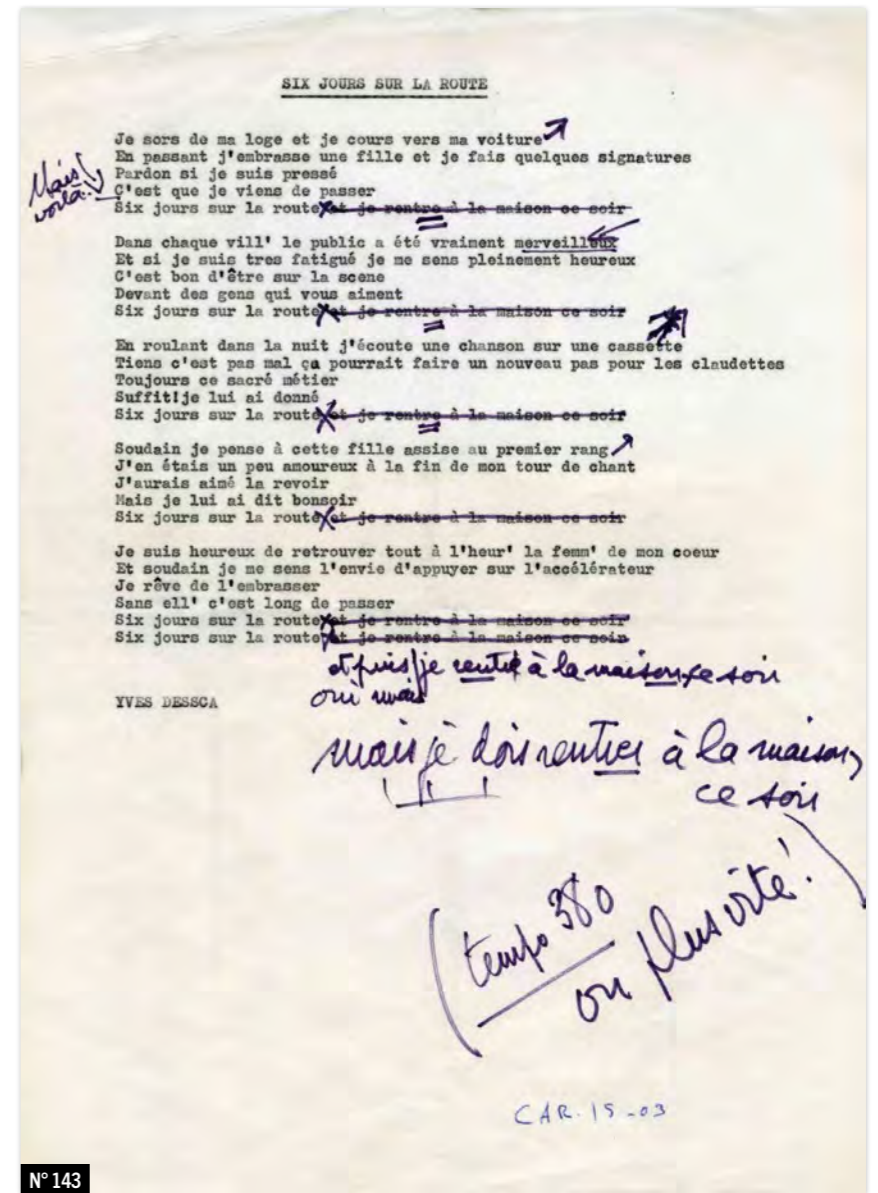 SIX JOURS SUR LA ROUTE
Je sors de ma loge et je cours vers ma voiture
En passant j'embrasse une fille et je fais quelques signatures
Pardon si je suis pressé
Mais voilà !
C'est que je viens de passer
Six jours sur la route et je rentre à la maison ce soir
Dans chaque vill' le public a été vraiment merveilleux
Et si je suis tres fatigué je me sens pleinement heureux
C'est bon d'être sur la scene
Devant des gens qui vous aiment
Six jours sur la route et je rentre à la maison ce soir
En roulant dans la nuit j'écoute une chanson sur une cassette
Tiens c'est pas mal ça pourrait faire un nouveau pas pour les claudettes
Toujours ce sacré métier
Suffit!je lui ai donné
Six jours sur la route et je rentre à la maison ce soir
Soudain je pense à cette fille assise au premier rang
J'en étais un peu amoureux à la fin de mon tour de chant
J'aurais aimé la revoir
Mais je lui ai dit bonsoir
Six jours sur la route et je rentre à la maison ce soir
Je suis heureux de retrouver tout à l'heur' la femm' de mon coeur
Et soudain je me sens l'envie d'appuyer sur l'accélérateur
Je rêve de l'embrasser
Sans ell' c'est long de passer
Six jours sur la route et je rentre à la maison ce soir
Six jours sur la route et je rentre à la maison ce soir
et puis je rentre à la maison ce soir
oui mais
YVES DESSCA
mais je dois rentrer à la maison
ce soir
(tempo 380
ou plus vite!)
CAR.15-03
N° 143